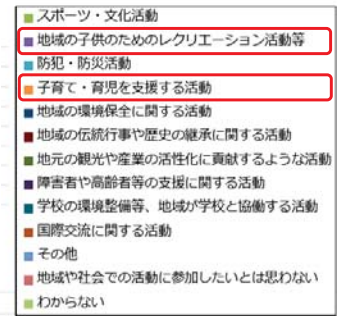 スポーツ・文化活動
地域の子供のためのレクリエーション活動等
防犯・防災活動
子育て・育児を支援する活動
地域の環境保全に関する活動
地域の伝統行事や歴史の継承に関する活動
地元の観光や産業の活性化に貢献するような活動
障害者や高齢者等の支援に関する活動
学校の環境整備等、地域が学校と協働する活動
国際交流に関する活動
その他
地域や社会での活動に参加したいとは思わない
わからない